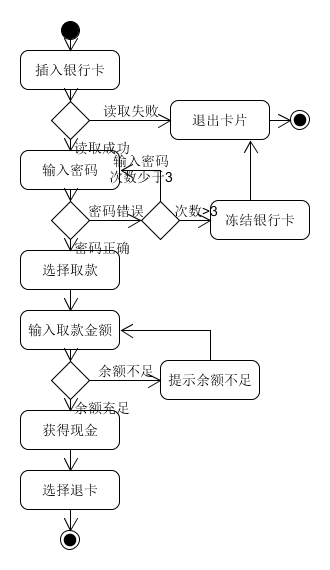 插入银行卡
读取失败
退出卡片
读取成功
输入密码
输入密码
次数少于3
密码错误
次数>3
冻结银行卡
密码正确
选择取款
输入取款金额
余额不足
提示余额不足
余额充足
获得现金
选择退卡